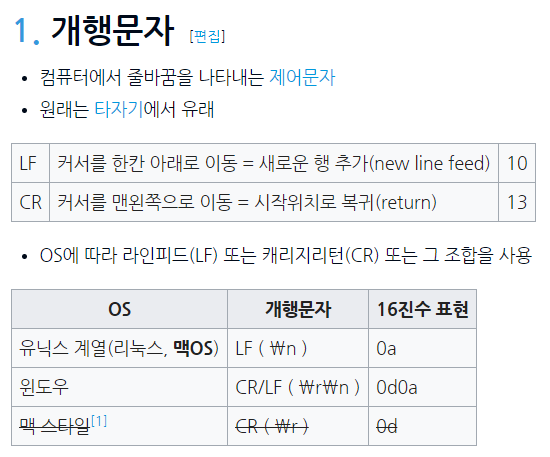 1. 개행문자 [편집]
컴퓨터에서 줄바꿈을 나타내는 제어문자
원래는 타자기에서 유래
LF 커서를 한칸 아래로 이동 = 새로운 행 추가(new line feed) 10
CR 커서를 맨왼쪽으로 이동 = 시작위치로 복귀(return) 13
OS에 따라 라인피드(LF) 또는 캐리지리턴(CR) 또는 그 조합을 사용
OS 개행문자 16진수 표현
유닉스 계열(리눅스, 맥OS) LF ( ₩n ) 0a
윈도우 CR/LF ( ₩r₩n ) 0d0a
맥 스타일[1] CR ( ₩r ) 0d